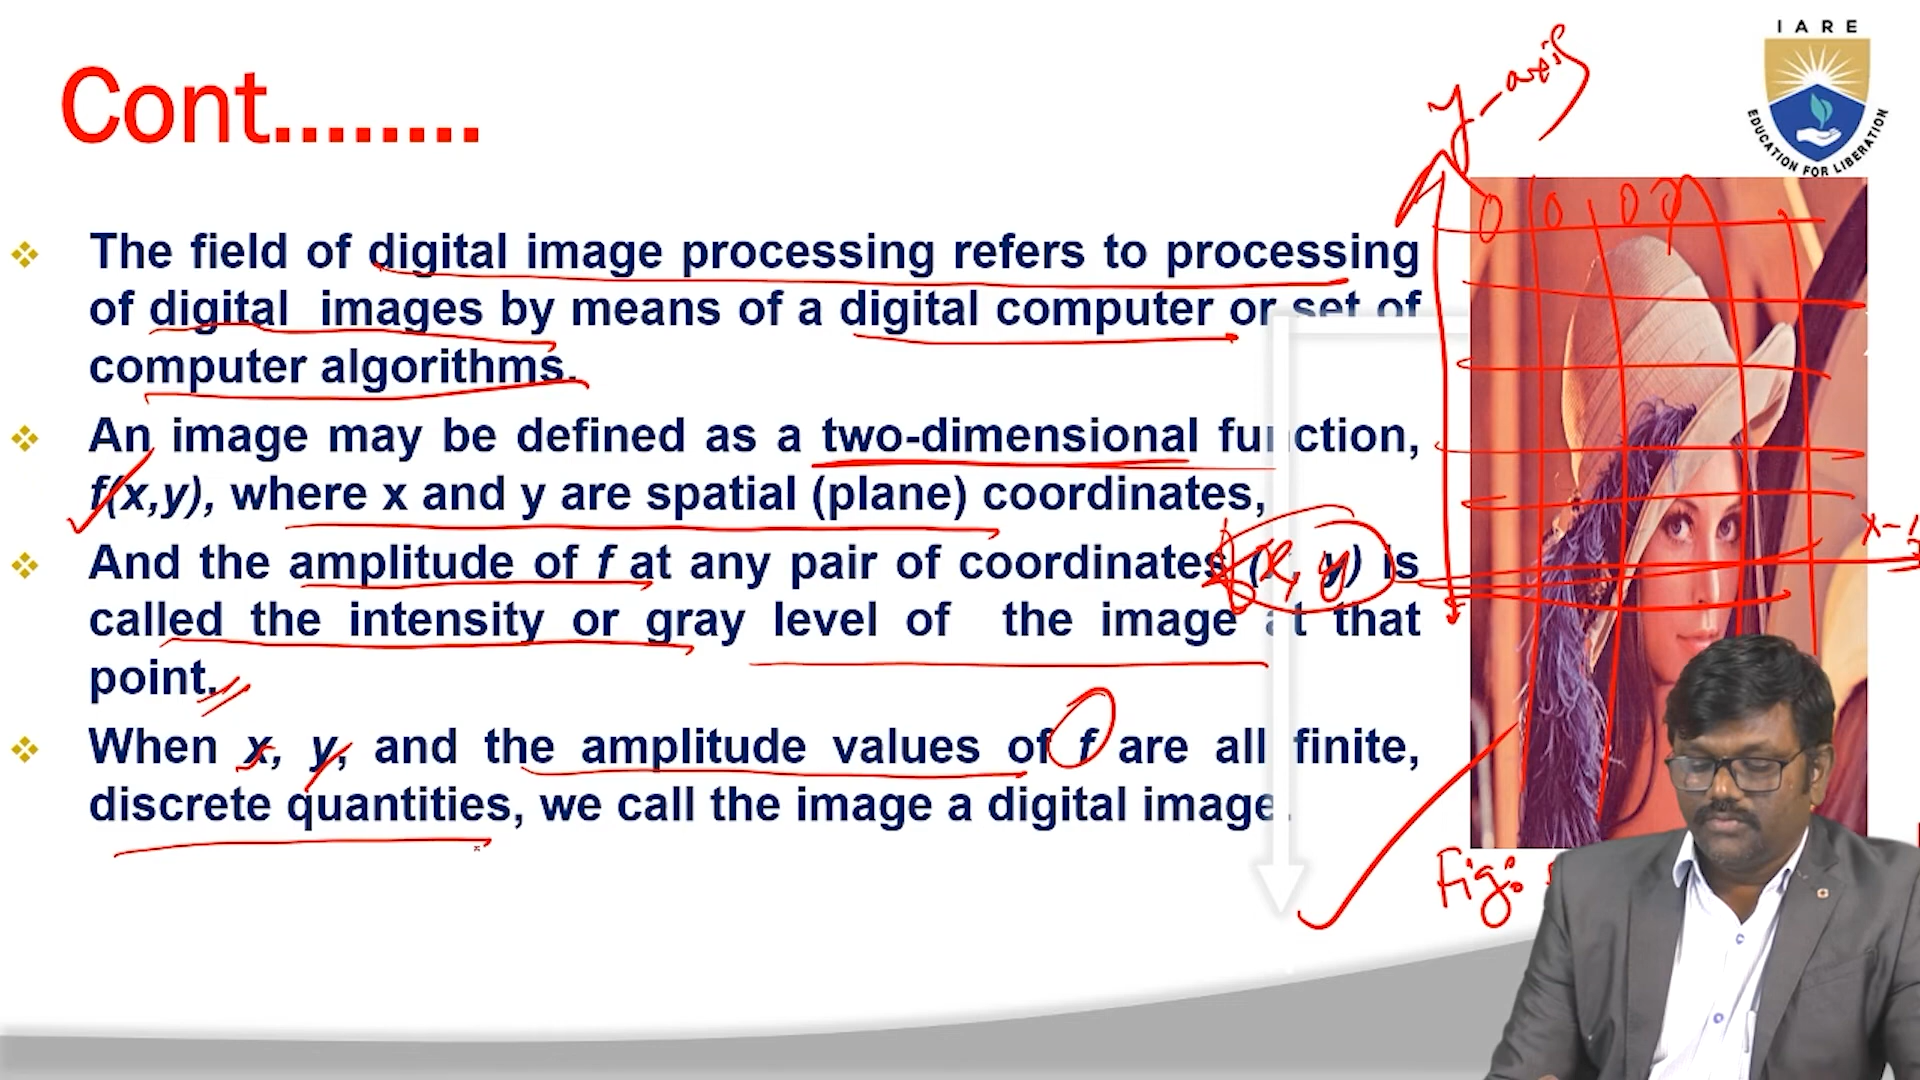 IARE
EDUCATION FOR LIBERATION
Cont........
y-axis
0 0 0 0
The field of digital image processing refers to processing
of digital images by means of a digital computer or set of
computer algorithms.
An image may be defined as a two-dimensional function,
f(x,y), where x and y are spatial (plane) coordinates,
And the amplitude of f at any pair of coordinates (x, y) is
called the intensity or gray level of the image at that
point.
When x, y, and the amplitude values of f are all finite,
discrete quantities, we call the image a digital image.
(x, y)
Fig: